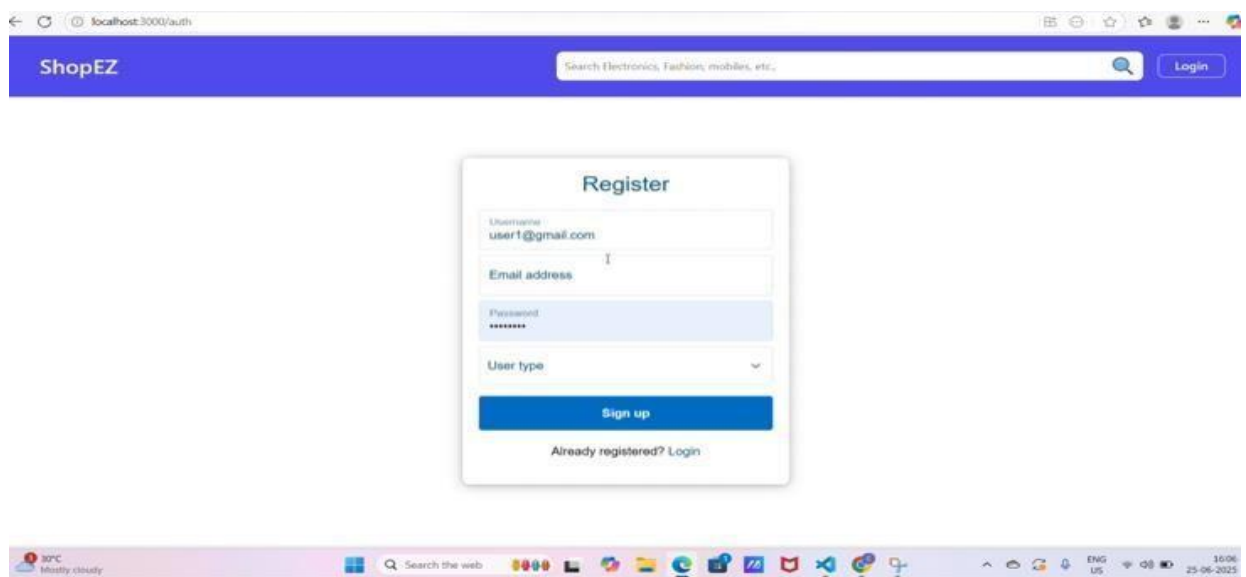 localhost:3000/auth
ShopEZ
Search Electronics, Fashion, mobiles, etc.,
Login
Register
Username
user1@gmail.com
Email address
Password
••••••••
User type
Sign up
Already registered? Login
30°C
Mostly cloudy
Search the web
ENG
US
16:06
25-06-2025